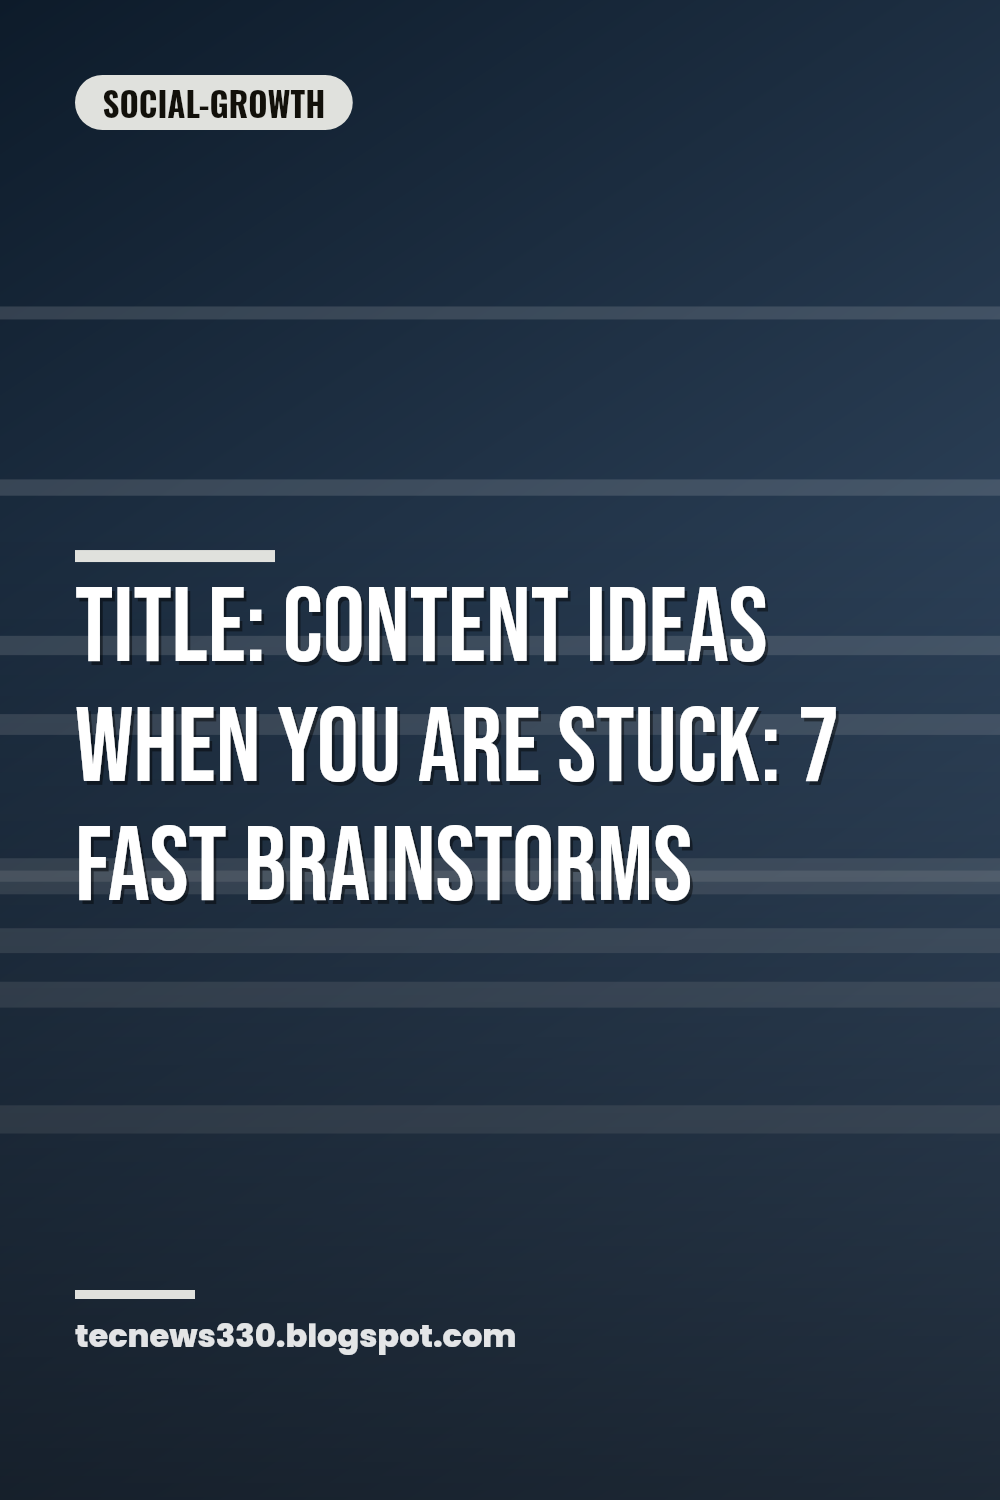 SOCIAL-GROWTH
TITLE: CONTENT IDEAS
WHEN YOU ARE STUCK: 7
FAST BRAINSTORMS
tecnews330.blogspot.com